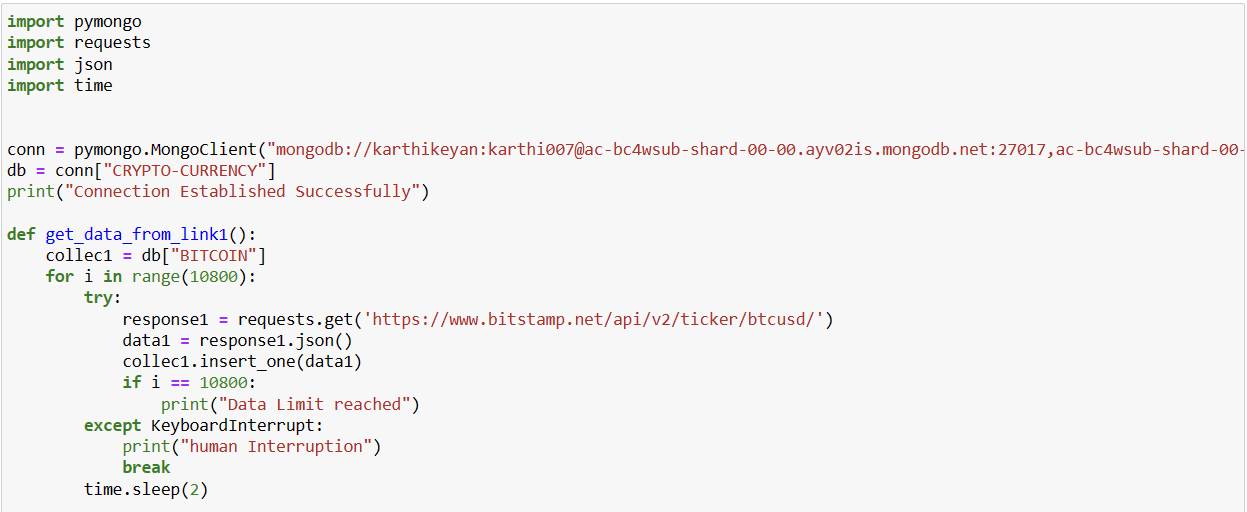 import pymongo
import requests
import json
import time
conn = pymongo.MongoClient("mongodb://karthikeyan:karthi007@ac-bc4wsub-shard-00-00.ayv02is.mongodb.net:27017,ac-bc4wsub-shard-00-
db = conn["CRYPTO-CURRENCY"]
print("Connection Established Successfully")
def get_data_from_link1():
    collec1 = db["BITCOIN"]
    for i in range(10800):
        try:
            response1 = requests.get('https://www.bitstamp.net/api/v2/ticker/btcusd/')
            data1 = response1.json()
            collec1.insert_one(data1)
            if i == 10800:
                print("Data Limit reached")
        except KeyboardInterrupt:
            print("human Interruption")
            break
        time.sleep(2)